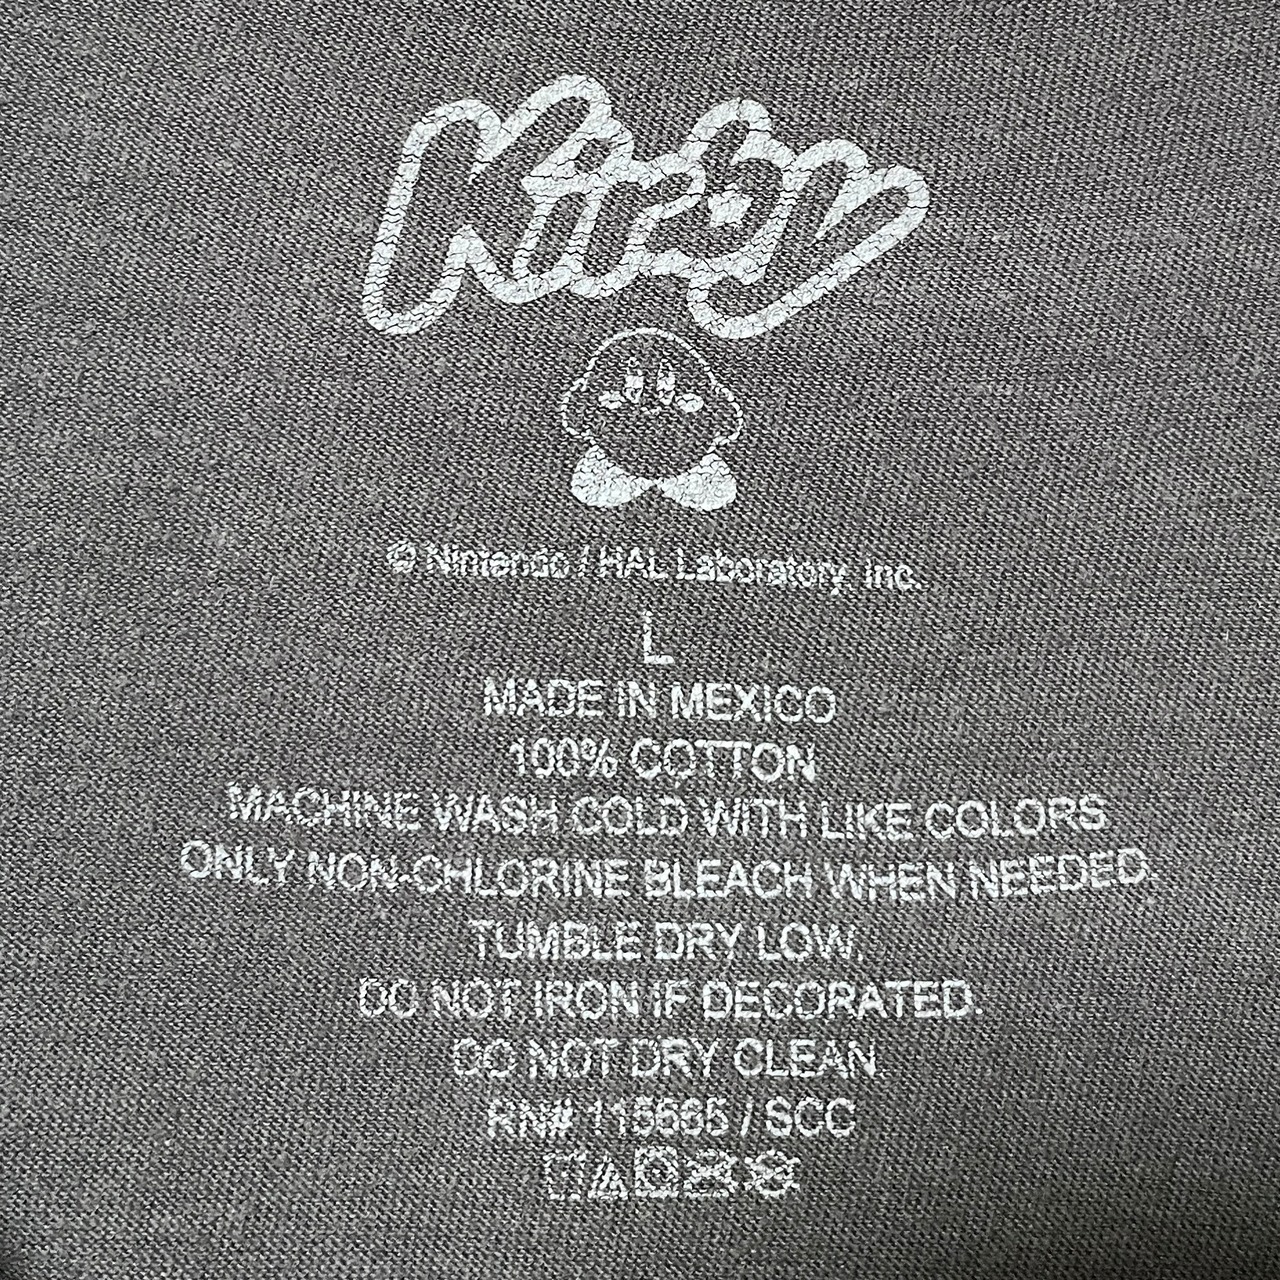 Kirby
© Nintendo / HAL Laboratory, Inc.
L
MADE IN MEXICO
100% COTTON
MACHINE WASH COLD WITH LIKE COLORS
ONLY NON-CHLORINE BLEACH WHEN NEEDED.
TUMBLE DRY LOW.
DO NOT IRON IF DECORATED.
DO NOT DRY CLEAN.
RN# 115665 / SCC